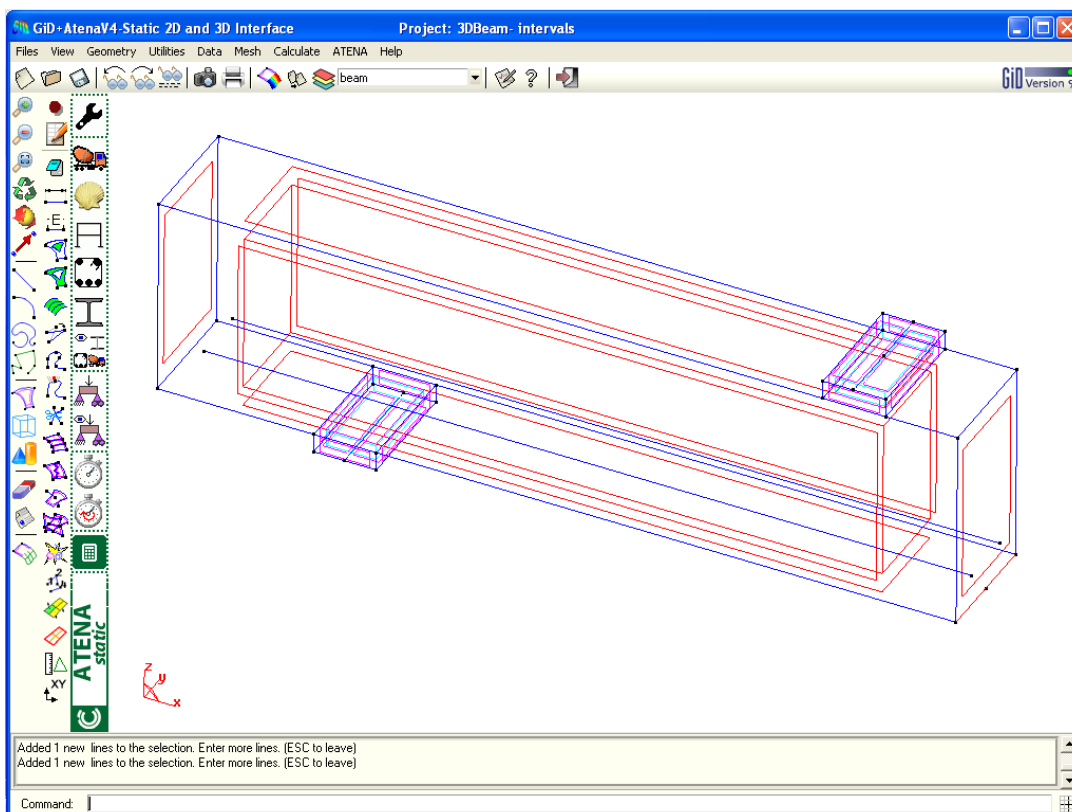 GiD+AtenaV4-Static 2D and 3D Interface Project: 3DBeam- intervals
Files View Geometry Utilities Data Mesh Calculate ATENA Help
beam
GiD Version 9
E
ATENA
static
XY
z
y
x
Added 1 new lines to the selection. Enter more lines. (ESC to leave)
Added 1 new lines to the selection. Enter more lines. (ESC to leave)
Command: